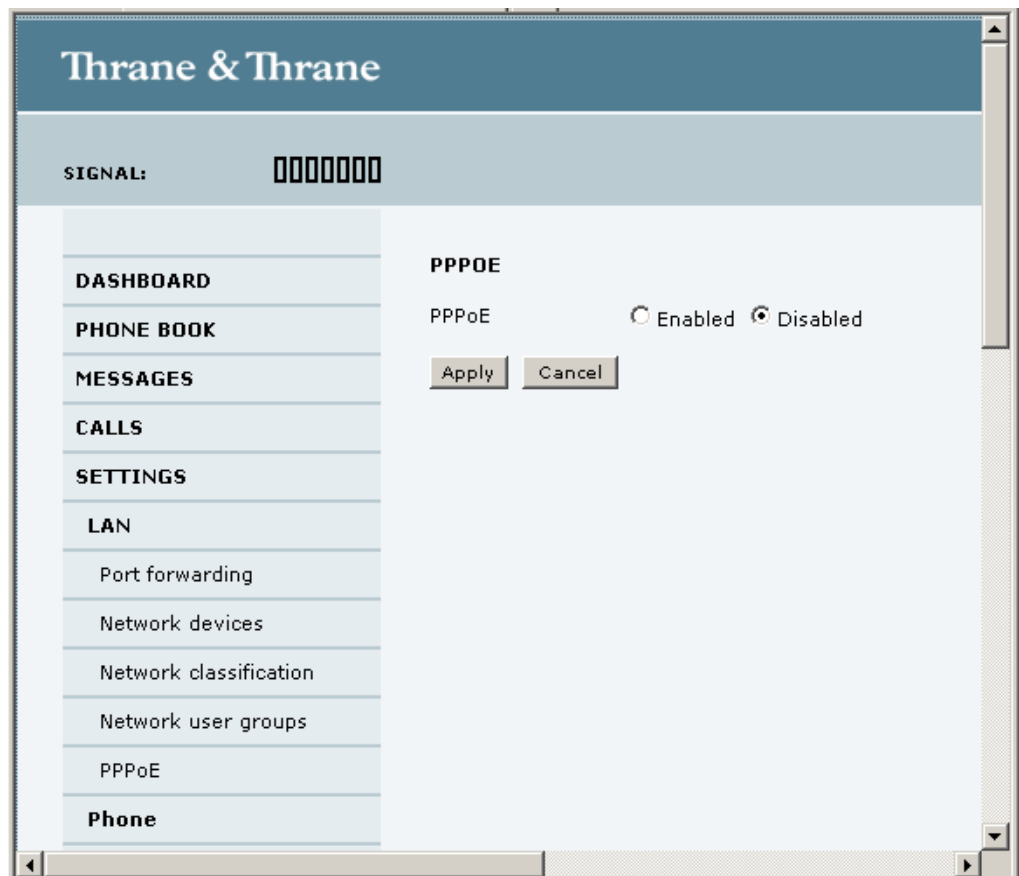 Thrane & Thrane
SIGNAL:
DASHBOARD
PHONE BOOK
MESSAGES
CALLS
SETTINGS
LAN
Port forwarding
Network devices
Network classification
Network user groups
PPPoE
Phone
PPPOE
PPPoE Enabled Disabled
Apply Cancel